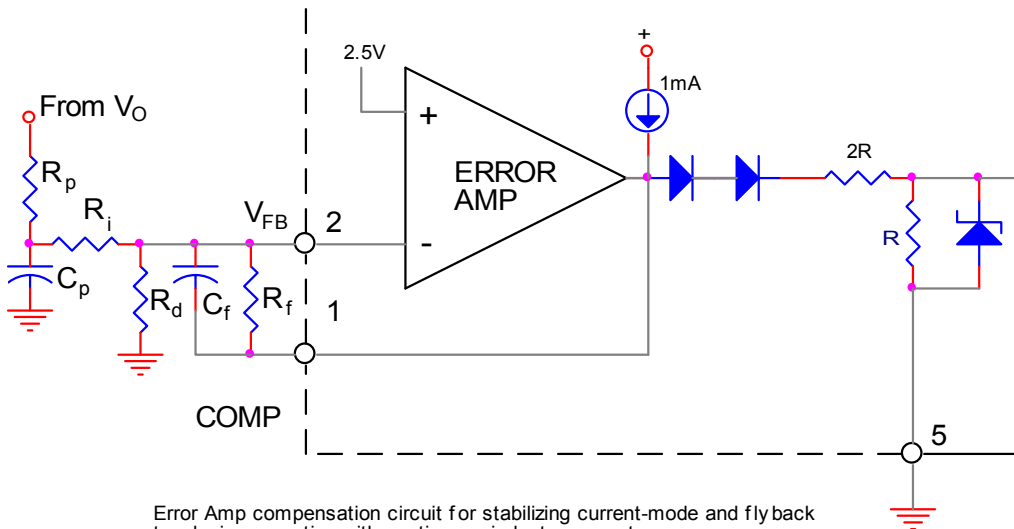 2.5V
+
1mA
From VO
+
ERROR
AMP
2R
Rp
Ri
VFB
2
-
R
Cp
Rd
Cf
Rf
1
COMP
5
Error Amp compensation circuit for stabilizing current-mode and flyback